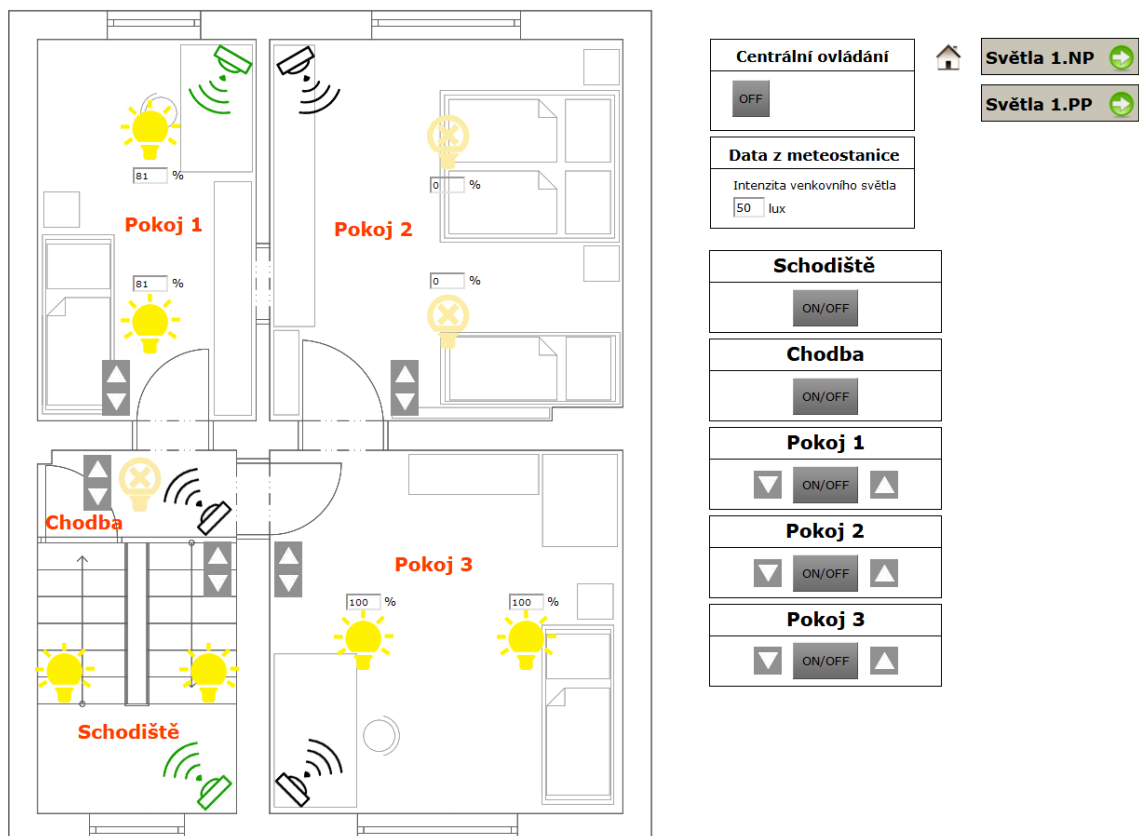 81 %
Pokoj 1
81 %
0 %
Pokoj 2
0 %
Chodba
Pokoj 3
100 %
100 %
Schodiště
Centrální ovládání
OFF
Světla 1.NP
Světla 1.PP
Data z meteostanice
Intenzita venkovního světla
50 lux
Schodiště
ON/OFF
Chodba
ON/OFF
Pokoj 1
ON/OFF
Pokoj 2
ON/OFF
Pokoj 3
ON/OFF